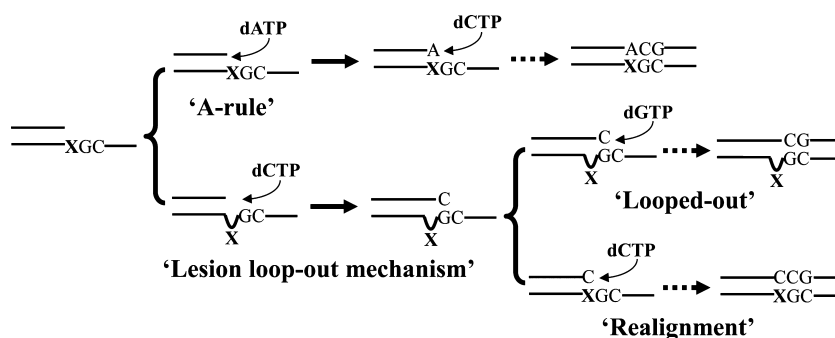 dATP
XGC
'A-rule'
A
dCTP
XGC
ACG
XGC
XGC
dCTP
GC
X
C
GC
X
'Lesion loop-out mechanism'
C
dGTP
GC
X
CG
GC
X
'Looped-out'
C
dCTP
XGC
CCG
XGC
'Realignment'